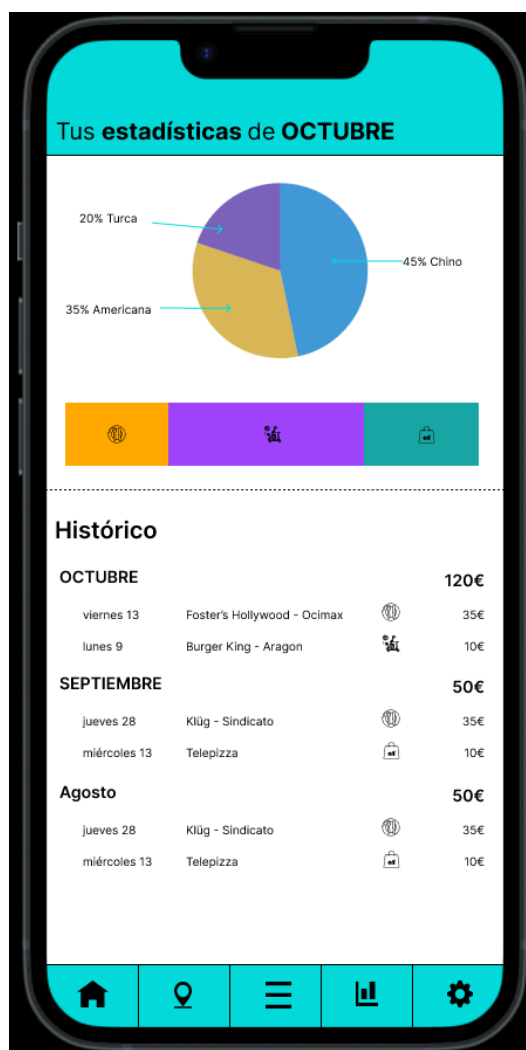 Tus estadísticas de OCTUBRE
20% Turca
45% Chino
35% Americana
Histórico
OCTUBRE 120€
viernes 13 Foster's Hollywood - Ocimax 35€
lunes 9 Burger King - Aragon 10€
SEPTIEMBRE 50€
jueves 28 Klüg - Sindicato 35€
miércoles 13 Telepizza 10€
Agosto 50€
jueves 28 Klüg - Sindicato 35€
miércoles 13 Telepizza 10€